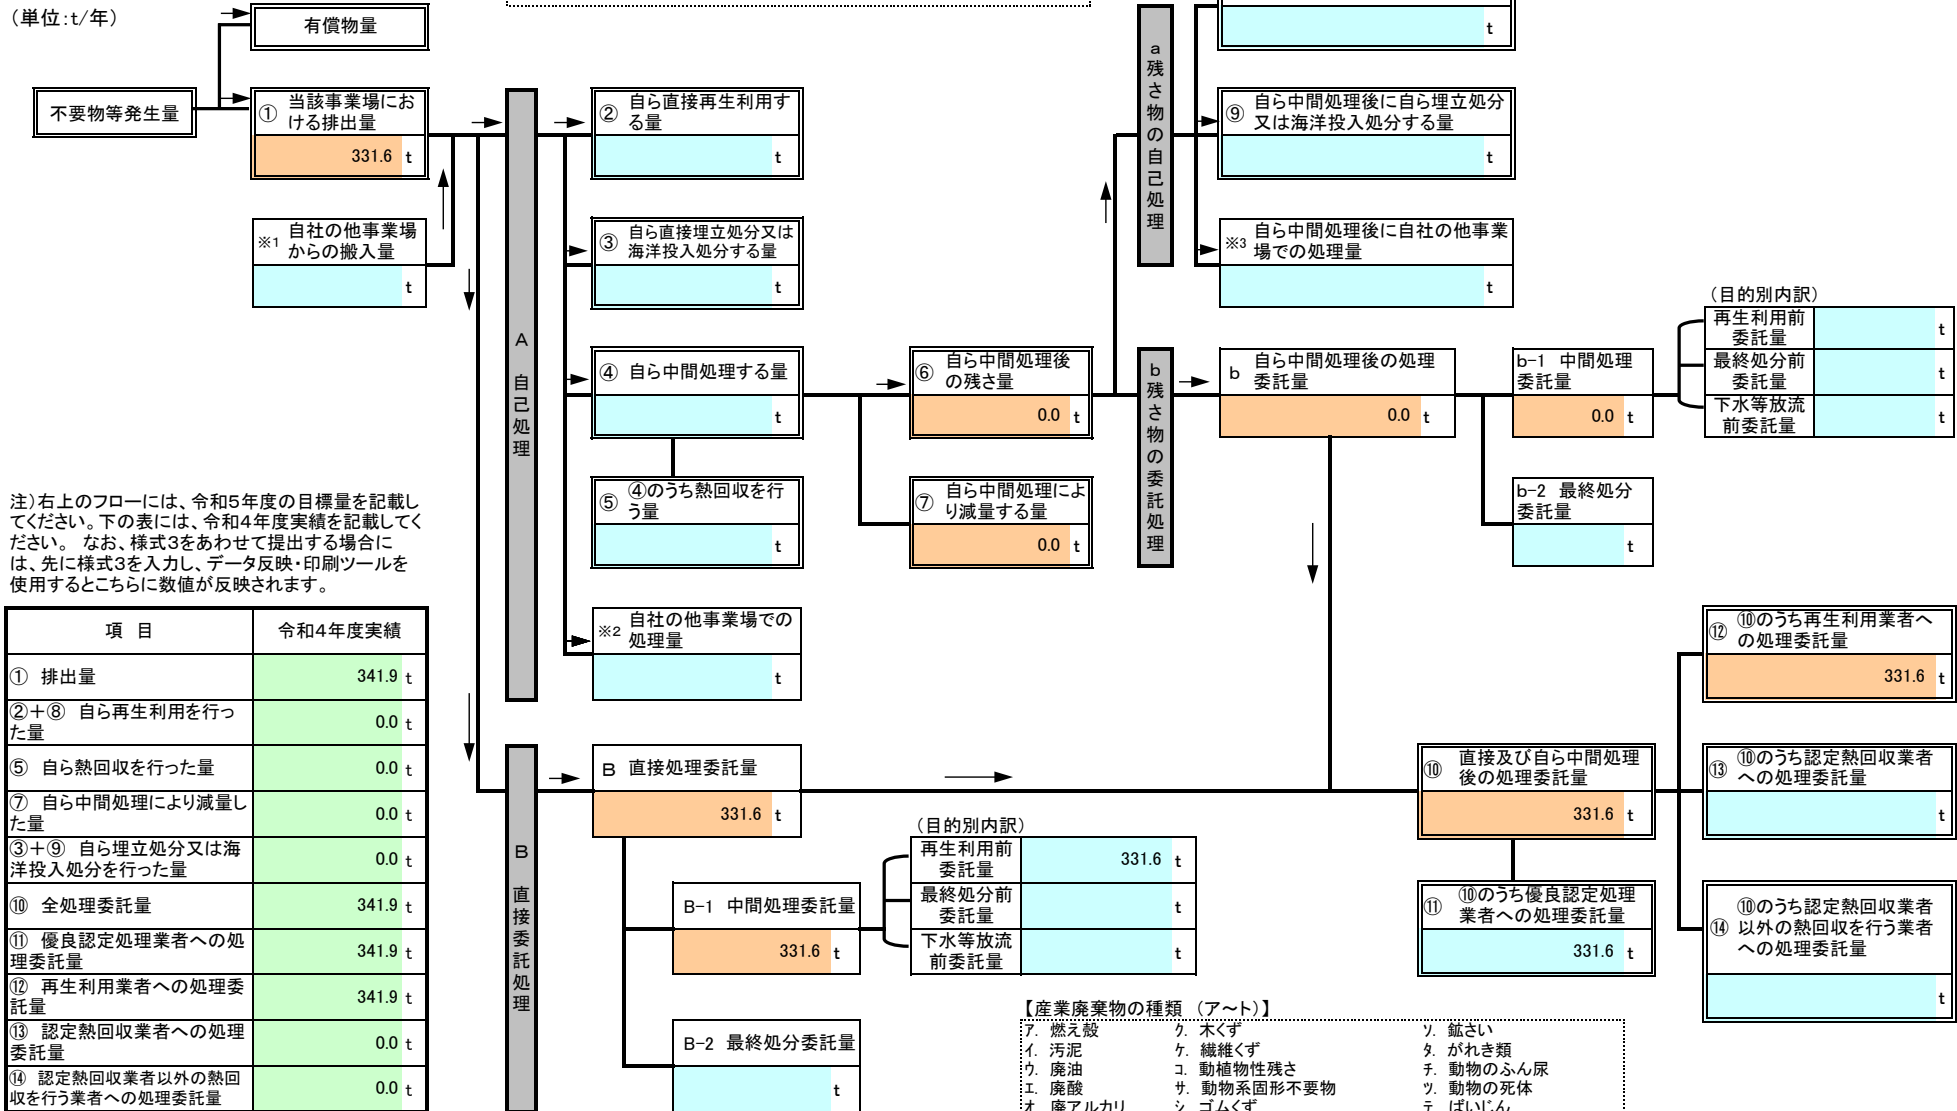 (単位:t/年)
有償物量
不要物等発生量
① 当該事業場にお
ける排出量
331.6 t
※1 自社の他事業場
からの搬入量
t
A 自己処理
② 自ら直接再生利用す
る量
t
③ 自ら直接埋立処分又は
海洋投入処分する量
t
④ 自ら中間処理する量
t
⑤ ④のうち熱回収を行
う量
t
※2 自社の他事業場での
処理量
t
⑥ 自ら中間処理後
の残さ量
0.0 t
⑦ 自ら中間処理によ
り減量する量
0.0 t
a残さ物の自己処理
t
⑨ 自ら中間処理後に自ら埋立処分
又は海洋投入処分する量
t
※3 自ら中間処理後に自社の他事業
場での処理量
t
b残さ物の委託処理
b 自ら中間処理後の処理
委託量
0.0 t
b-1 中間処理
委託量
0.0 t
b-2 最終処分
委託量
t
(目的別内訳)
再生利用前
委託量
t
最終処分前
委託量
t
下水等放流
前委託量
t
注)右上のフローには、令和5年度の目標量を記載し
てください。下の表には、令和4年度実績を記載してく
ださい。 なお、様式3をあわせて提出する場合に
は、先に様式3を入力し、データ反映・印刷ツールを
使用するとこちらに数値が反映されます。
項 目 令和4年度実績
① 排出量 341.9 t
②+⑧ 自ら再生利用を行っ
た量 0.0 t
⑤ 自ら熱回収を行った量 0.0 t
⑦ 自ら中間処理により減量し
た量 0.0 t
③+⑨ 自ら埋立処分又は海
洋投入処分を行った量 0.0 t
⑩ 全処理委託量 341.9 t
⑪ 優良認定処理業者への処
理委託量 341.9 t
⑫ 再生利用業者への処理委
託量 341.9 t
⑬ 認定熱回収業者への処理
委託量 0.0 t
⑭ 認定熱回収業者以外の熱回
収を行う業者への処理委託量 0.0 t
B 直接委託処理
B 直接処理委託量
331.6 t
B-1 中間処理委託量
331.6 t
B-2 最終処分委託量
t
(目的別内訳)
再生利用前
委託量
331.6 t
最終処分前
委託量
t
下水等放流
前委託量
t
⑩ 直接及び自ら中間処理
後の処理委託量
331.6 t
⑪ ⑩のうち優良認定処理
業者への処理委託量
331.6 t
⑫ ⑩のうち再生利用業者へ
の処理委託量
331.6 t
⑬ ⑩のうち認定熱回収業者
への処理委託量
t
⑭ ⑩のうち認定熱回収業者
以外の熱回収を行う業者
への処理委託量
t
【産業廃棄物の種類 (ア～ト)】
ア. 燃え殻 ク. 木くず ソ. 鉱さい
イ. 汚泥 ケ. 繊維くず タ. がれき類
ウ. 廃油 コ. 動植物性残さ チ. 動物のふん尿
エ. 廃酸 サ. 動物系固形不要物 ツ. 動物の死体
オ. 廃アルカリ シ. ゴムくず テ. ばいじん